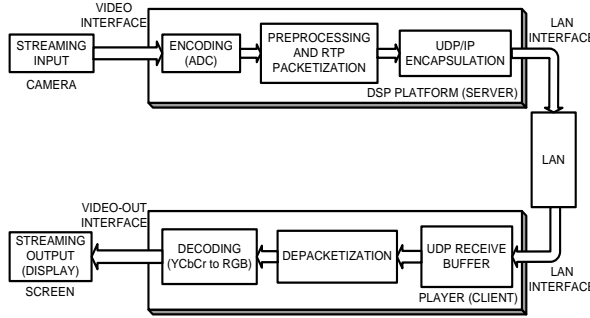 VIDEO
INTERFACE
STREAMING
INPUT
CAMERA
ENCODING
(ADC)
PREPROCESSING
AND RTP
PACKETIZATION
UDP/IP
ENCAPSULATION
DSP PLATFORM (SERVER)
LAN
INTERFACE
LAN
VIDEO-OUT
INTERFACE
STREAMING
OUTPUT
(DISPLAY)
SCREEN
DECODING
(YCbCr to RGB)
DEPACKETIZATION
UDP RECEIVE
BUFFER
PLAYER (CLIENT)
LAN
INTERFACE